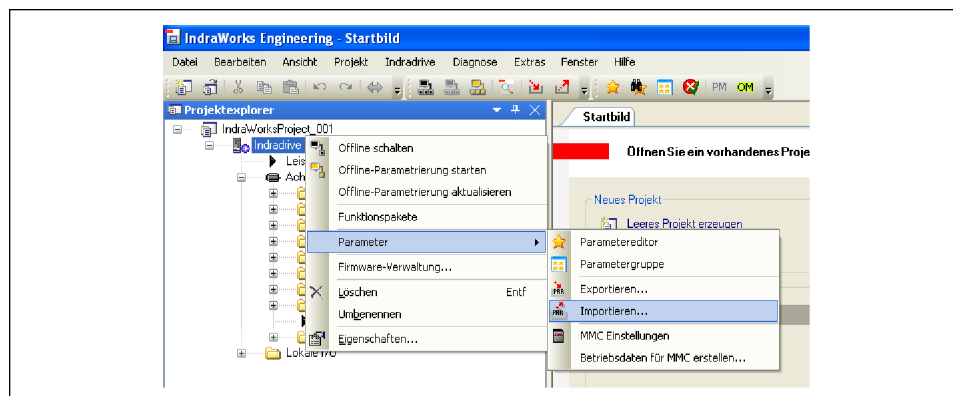 IndraWorks Engineering - Startbild
Datei Bearbeiten Ansicht Projekt Indradrive Diagnose Extras Fenster Hilfe
PM OM
Projektexplorer
Startbild
IndraWorksProject_001
Indradrive
Leis
Ach
Lokale I/O
Öffnen Sie ein vorhandenes Proje
Neues Projekt
Leeres Projekt erzeugen
Offline schalten
Offline-Parametrierung starten
Offline-Parametrierung aktualisieren
Funktionspakete
Parameter
Firmware-Verwaltung...
Löschen Entf
Umbenennen
Eigenschaften...
Parametereditor
Parametergruppe
PAR Exportieren...
PAR Importieren...
MMC Einstellungen
Betriebsdaten für MMC erstellen...